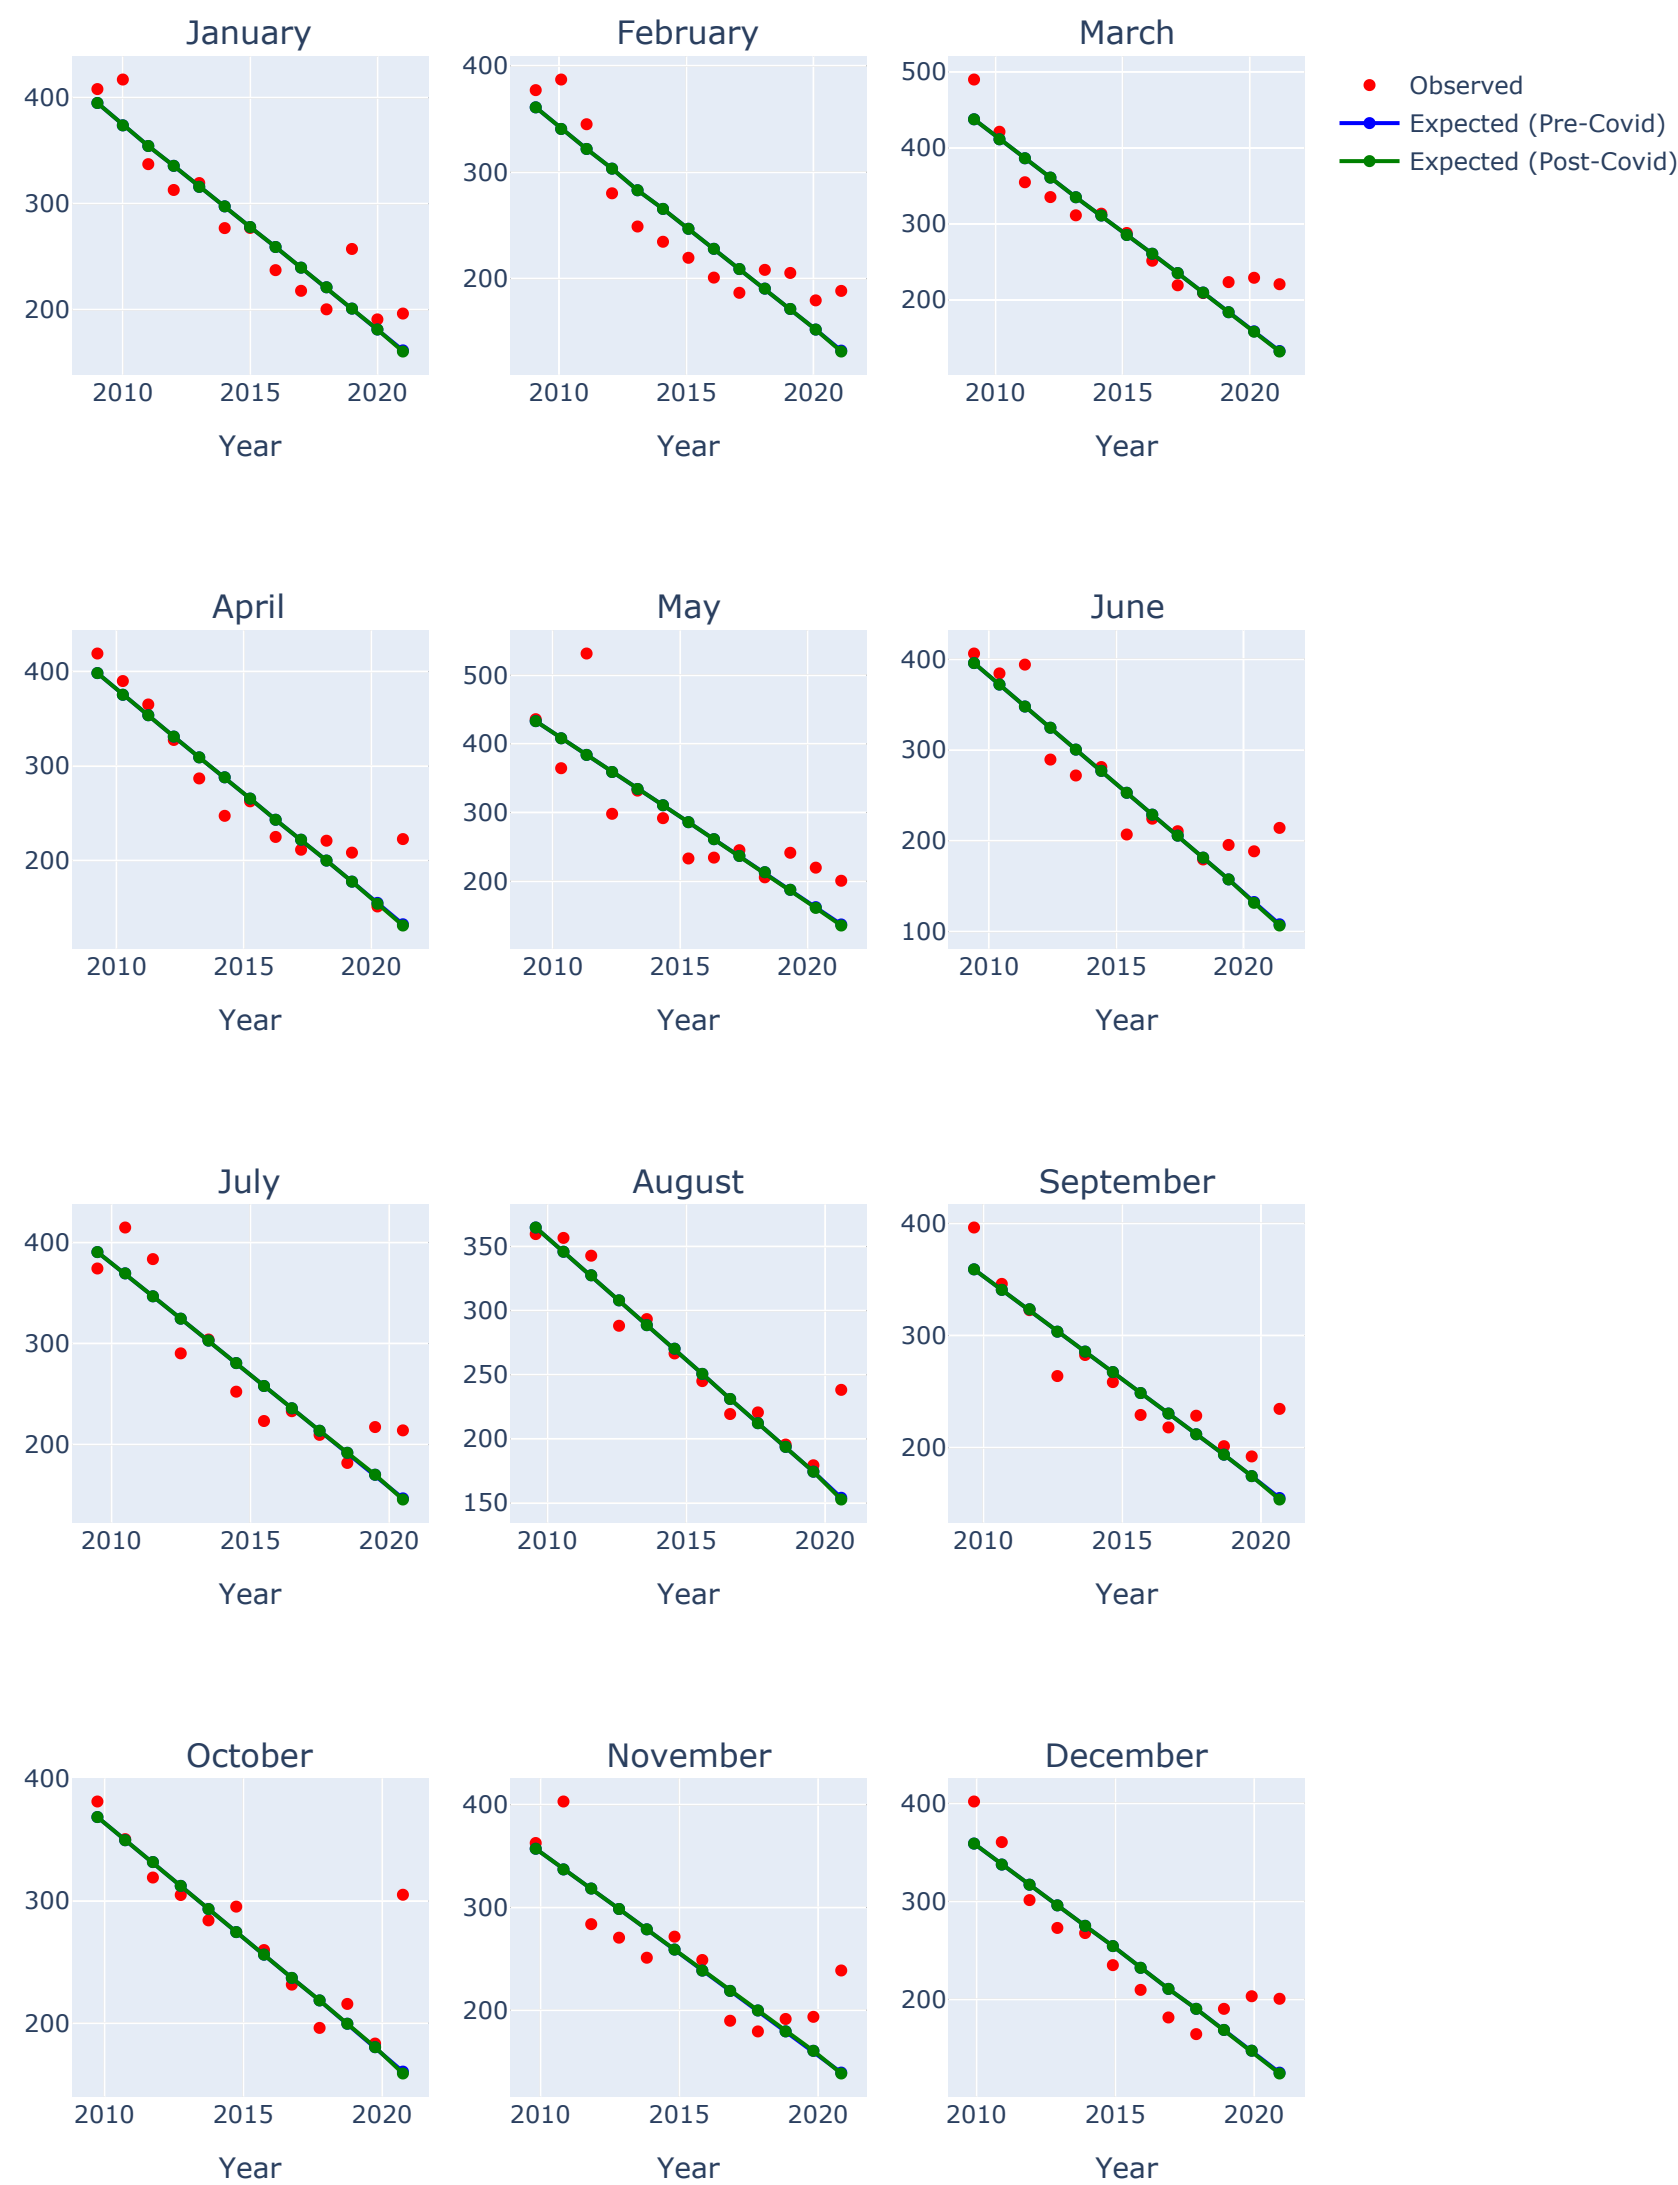 January
February
March
400
300
200
2010
2015
2020
Year
400
300
200
2010
2015
2020
Year
500
400
300
200
2010
2015
2020
Year
Observed
Expected (Pre-Covid)
Expected (Post-Covid)
April
May
June
400
300
200
2010
2015
2020
Year
500
400
300
200
2010
2015
2020
Year
400
300
200
100
2010
2015
2020
Year
July
August
September
400
300
200
2010
2015
2020
Year
350
300
250
200
150
2010
2015
2020
Year
400
300
200
2010
2015
2020
Year
October
November
December
400
300
200
2010
2015
2020
Year
400
300
200
2010
2015
2020
Year
400
300
200
2010
2015
2020
Year